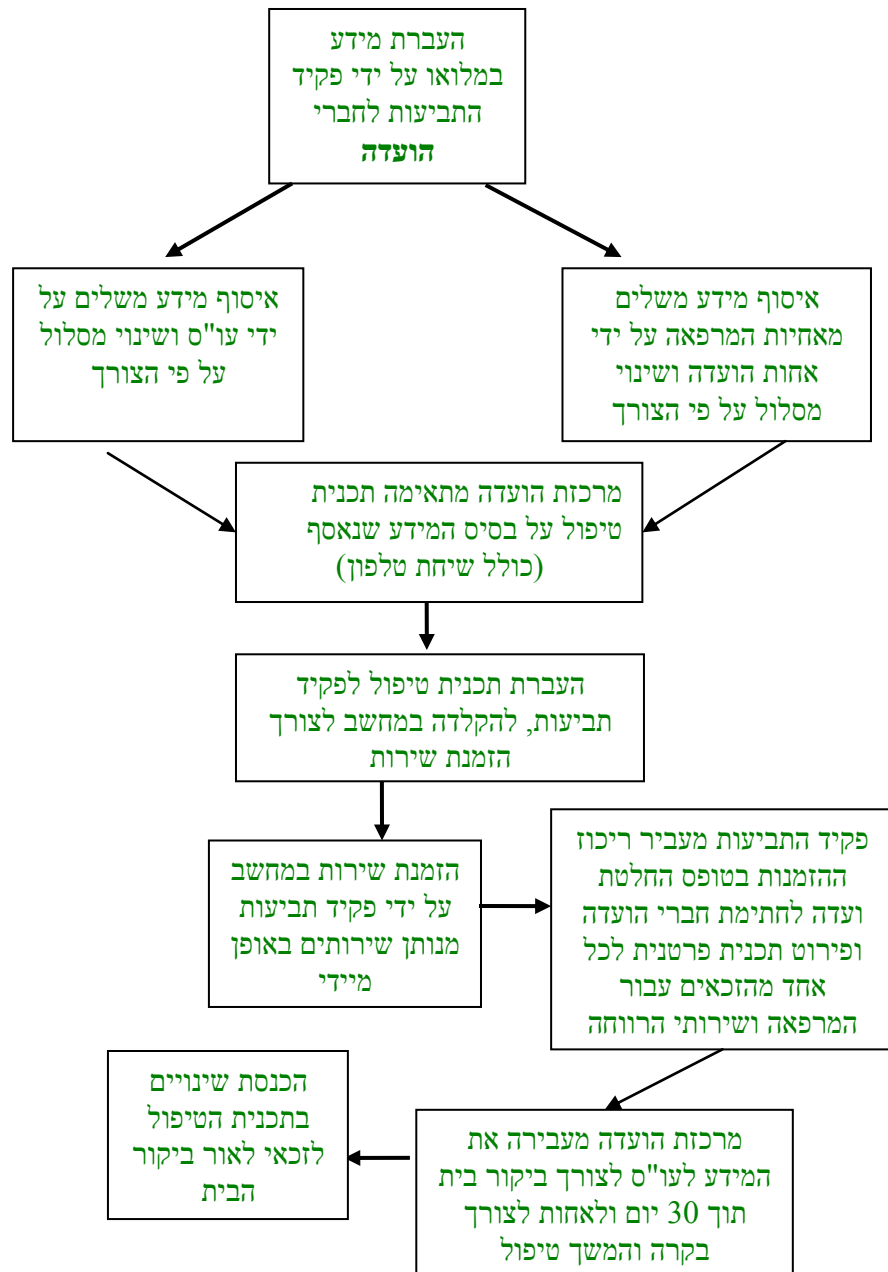 העברת מידע
במלואו על ידי פקיד
התביעות לחברי
הועדה
איסוף מידע משלים
מאחיות המרפאה על ידי
אחות הועדה ושינוי
מסלול על פי הצורך
איסוף מידע משלים על
ידי עו"ס ושינוי מסלול
על פי הצורך
מרכזת הועדה מתאימה תכנית
טיפול על בסיס המידע שנאסף
(כולל שיחת טלפון)
העברת תכנית טיפול לפקיד
תביעות, להקלדה במחשב לצורך
הזמנת שירות
הזמנת שירות במחשב
על ידי פקיד תביעות
מנותן שירותים באופן
מיידי
פקיד התביעות מעביר ריכוז
ההזמנות בטופס החלטת
ועדה לחתימת חברי הועדה
ופירוט תכנית פרטנית לכל
אחד מהזכאים עבור
המרפאה ושירותי הרווחה
מרכזת הועדה מעבירה את
המידע לעו"ס לצורך ביקור בית
תוך 30 יום ולאחות לצורך
בקרה והמשך טיפול
הכנסת שינויים
בתכנית הטיפול
לזכאי לאור ביקור
הבית